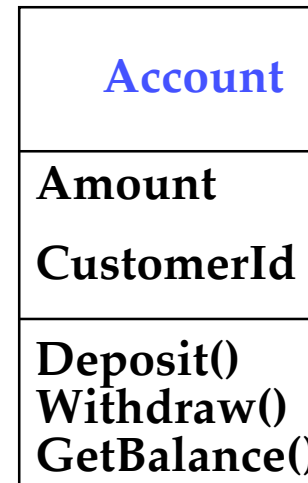 Account
Amount
CustomerId
Deposit()
Withdraw()
GetBalance()